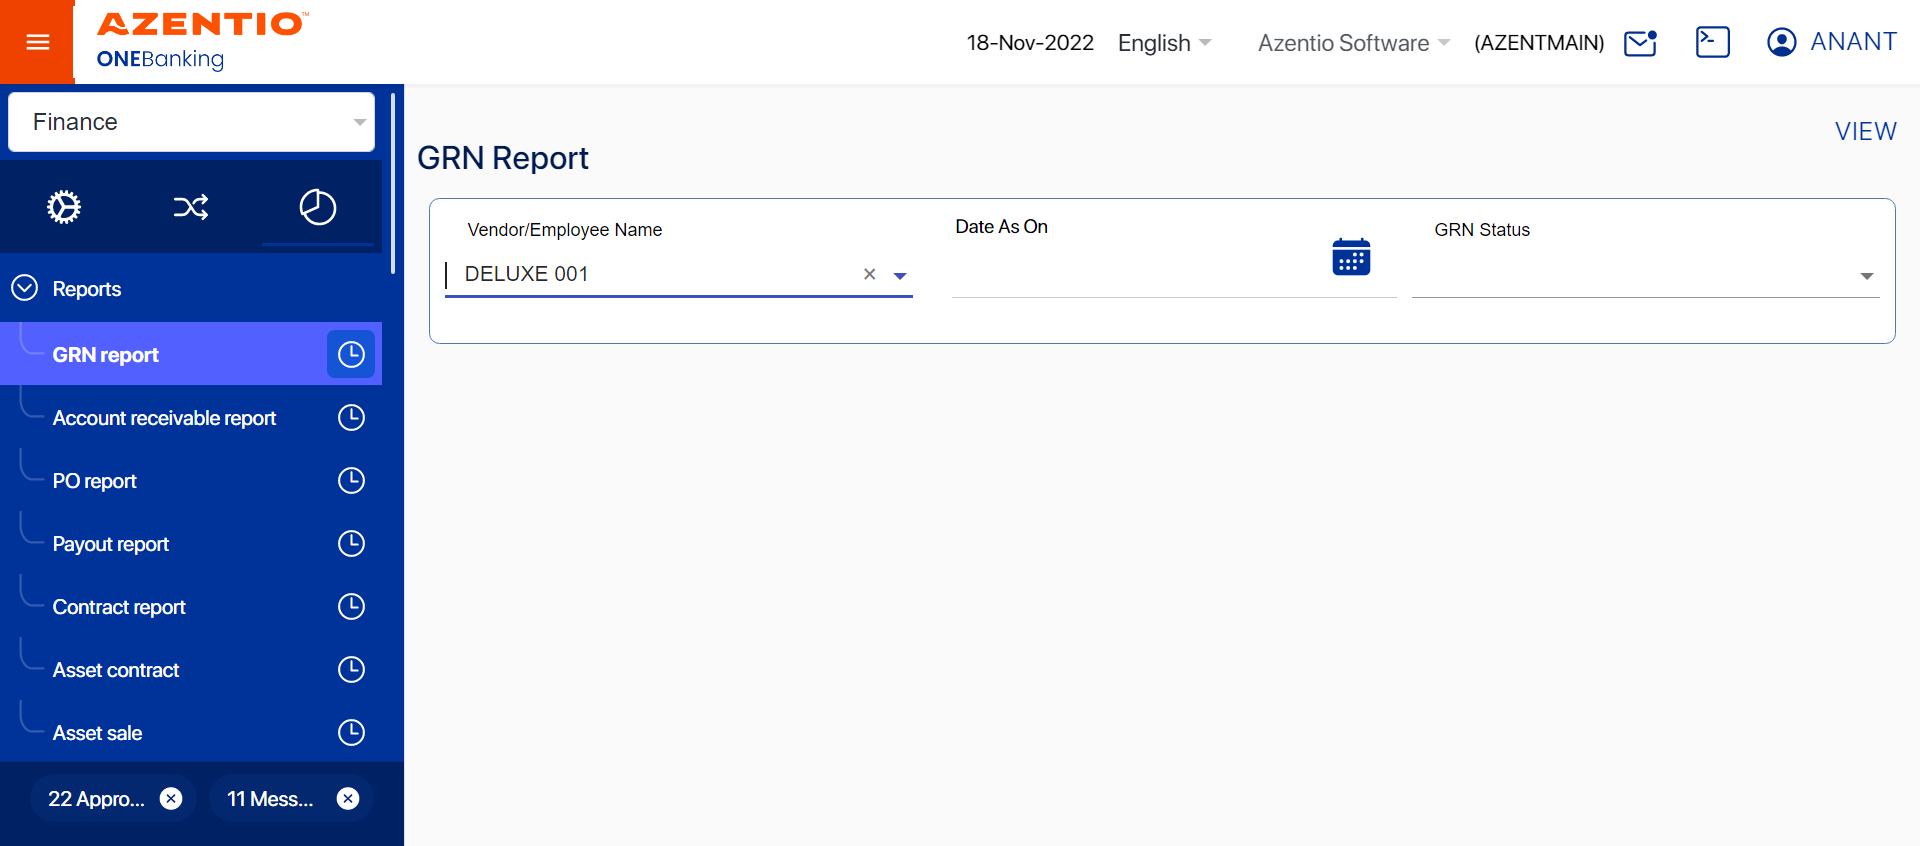 AZENTIO™
ONEBanking
18-Nov-2022 English Azentio Software (AZENTMAIN) ANANT
Finance
Reports
GRN report
Account receivable report
PO report
Payout report
Contract report
Asset contract
Asset sale
22 Appro...
11 Mess...
VIEW
GRN Report
Vendor/Employee Name
DELUXE 001
Date As On
GRN Status